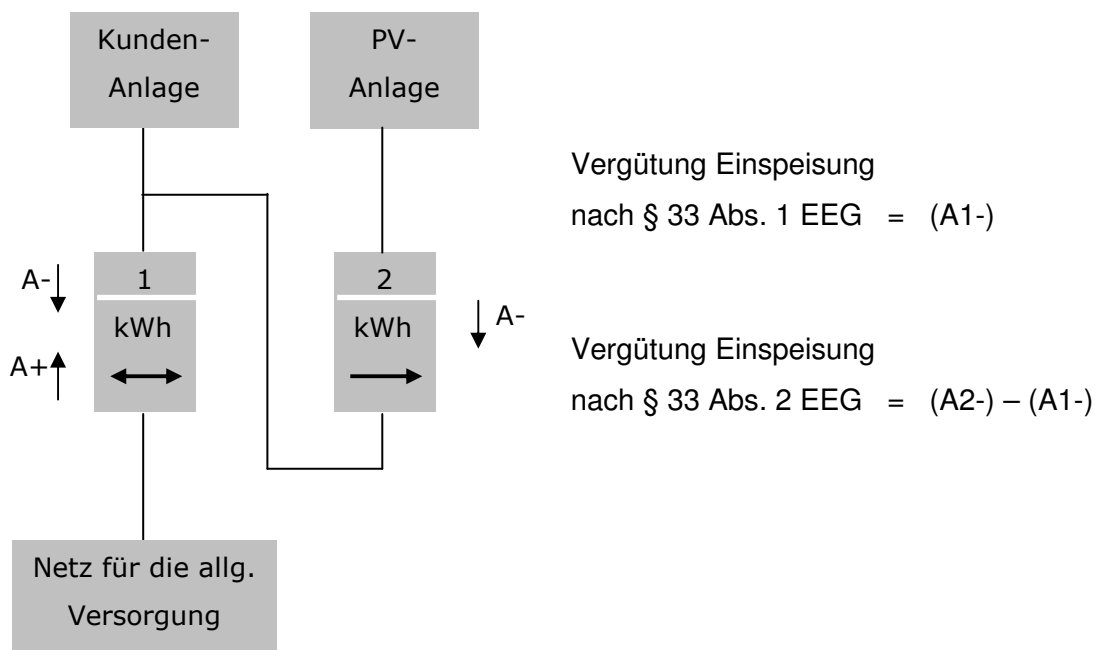 Kunden-
Anlage
PV-
Anlage
Vergütung Einspeisung
nach § 33 Abs. 1 EEG = (A1-)
A-
1
kWh
A+
2
kWh
A-
Vergütung Einspeisung
nach § 33 Abs. 2 EEG = (A2-) – (A1-)
Netz für die allg.
Versorgung